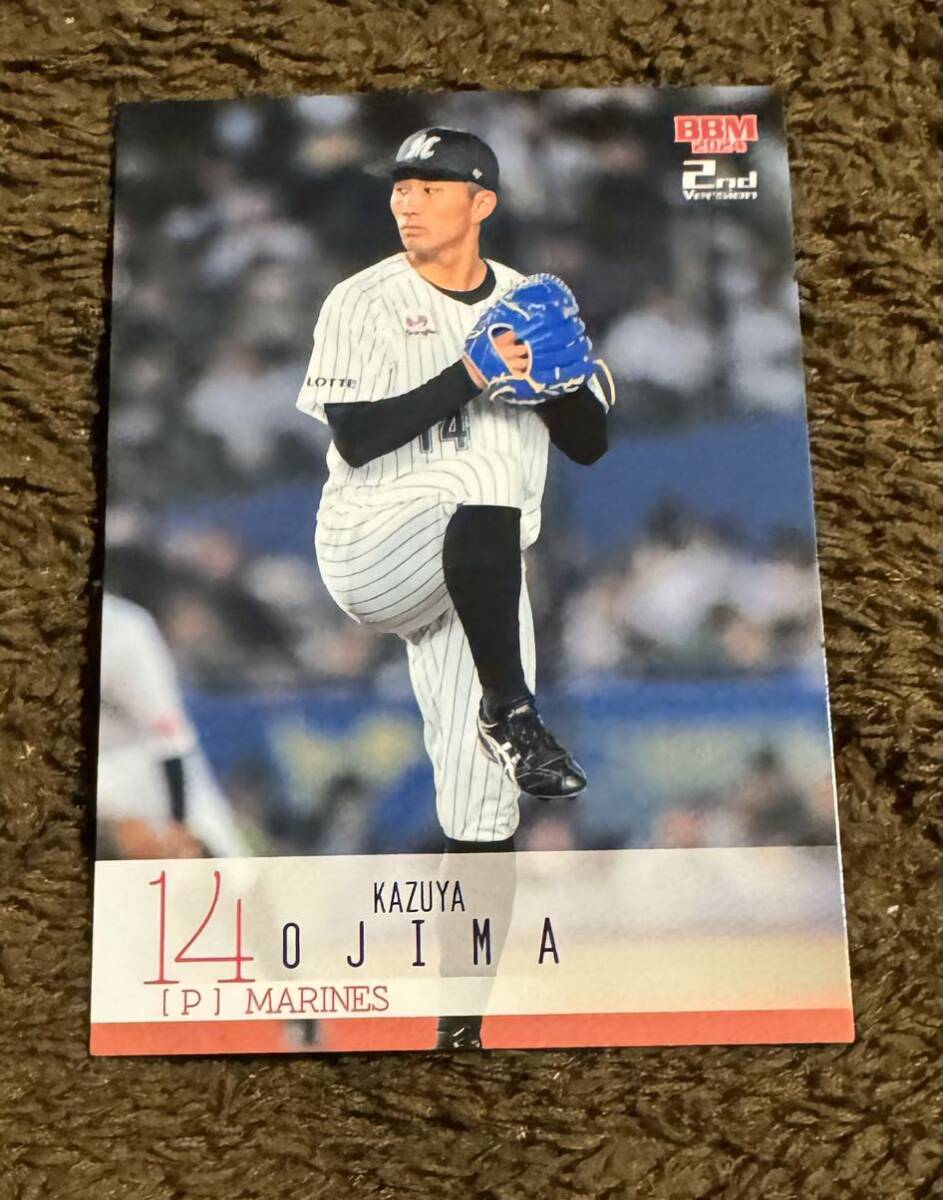 BBM
2024
2nd
Version
LOTTE
14
14
KAZUYA
OJIMA
[P] MARINES